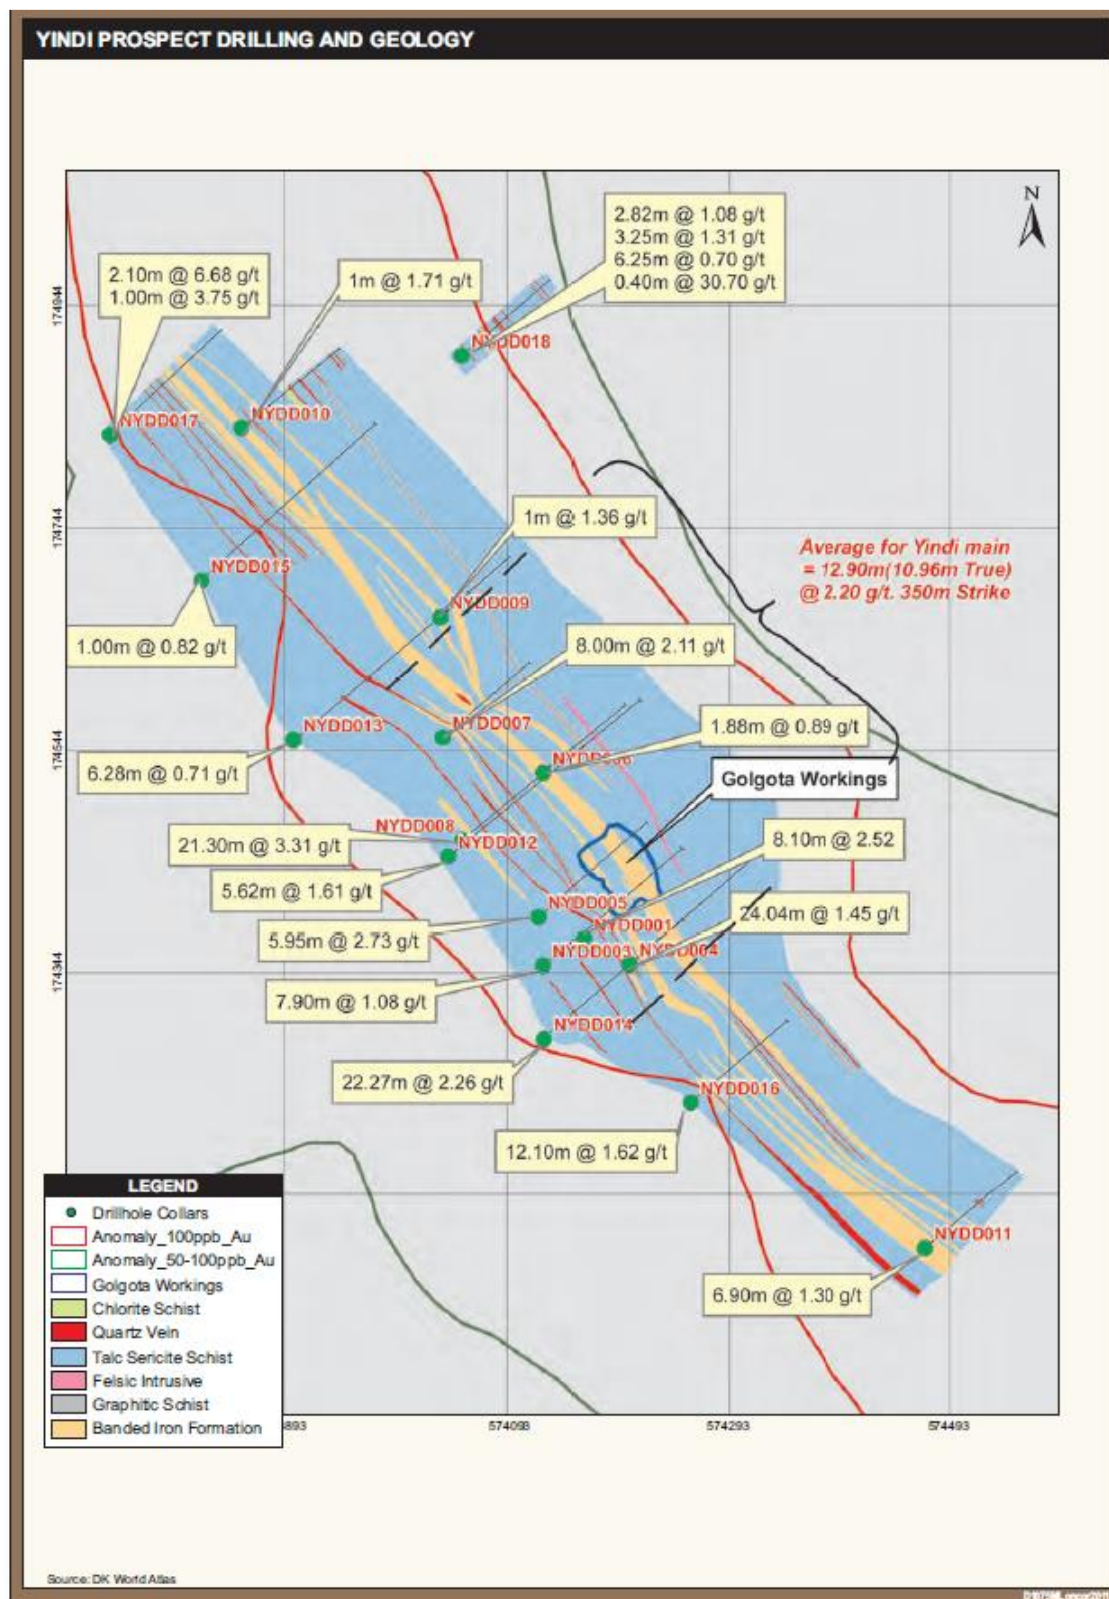 YINDI PROSPECT DRILLING AND GEOLOGY
N
2.82m @ 1.08 g/t
3.25m @ 1.31 g/t
6.25m @ 0.70 g/t
0.40m @ 30.70 g/t
2.10m @ 6.68 g/t
1.00m @ 3.75 g/t
1m @ 1.71 g/t
174944
NYDD018
NYDD017
NYDD010
1m @ 1.36 g/t
174744
Average for Yindi main
= 12.90m(10.96m True)
@ 2.20 g/t. 350m Strike
NYDD015
NYDD009
1.00m @ 0.82 g/t
8.00m @ 2.11 g/t
NYDD013
NYDD007
1.88m @ 0.89 g/t
174544
6.28m @ 0.71 g/t
Golgota Workings
NYDD008
NYDD012
21.30m @ 3.31 g/t
8.10m @ 2.52
5.62m @ 1.61 g/t
NYDD005
24.04m @ 1.45 g/t
NYDD001
5.95m @ 2.73 g/t
NYDD003
NYDD004
174344
7.90m @ 1.08 g/t
NYDD014
22.27m @ 2.26 g/t
NYDD016
12.10m @ 1.62 g/t
NYDD011
6.90m @ 1.30 g/t
LEGEND
Drillhole Collars
Anomaly_100ppb_Au
Anomaly_50-100ppb_Au
Golgota Workings
Chlorite Schist
Quartz Vein
Talc Sericite Schist
Felsic Intrusive
Graphitic Schist
Banded Iron Formation
574098
574293
574493
Source: DK World Atlas